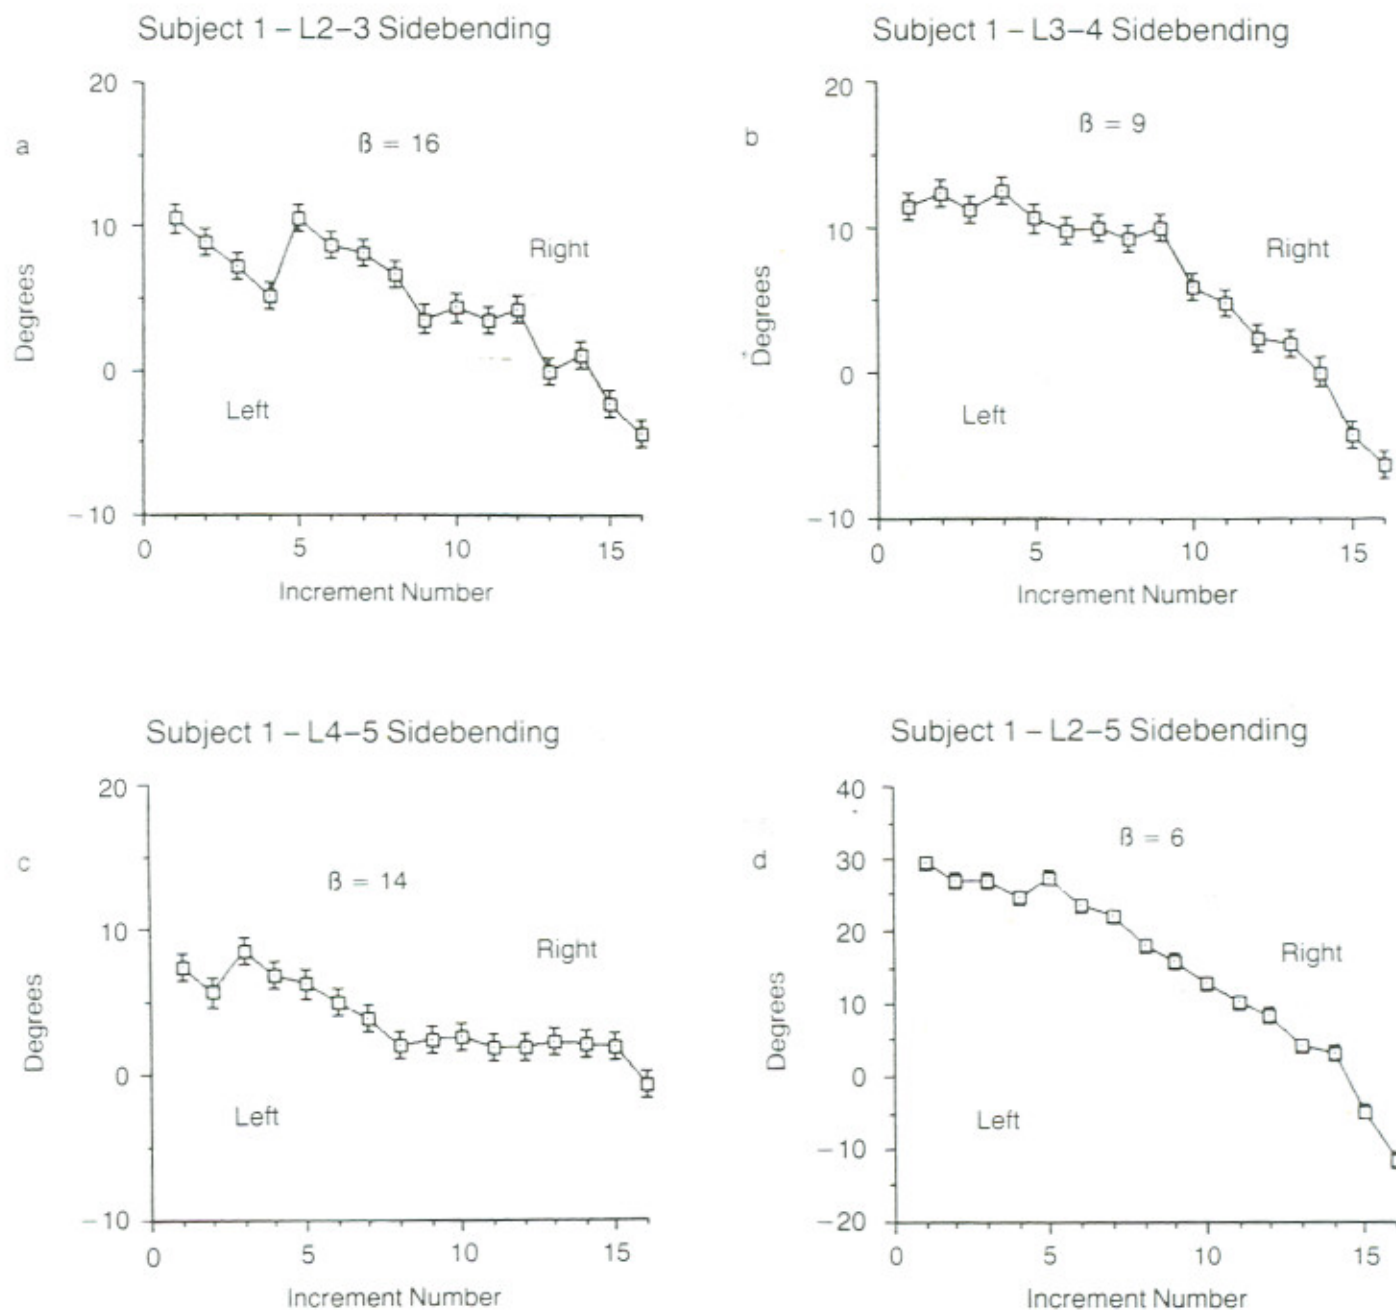 Subject 1 – L2–3 Sidebending
a
ß = 16
20
10
0
–10
Degrees
Right
Left
0 5 10 15
Increment Number
Subject 1 – L3–4 Sidebending
b
ß = 9
20
10
0
–10
Degrees
Right
Left
0 5 10 15
Increment Number
Subject 1 – L4–5 Sidebending
c
ß = 14
20
10
0
–10
Degrees
Right
Left
0 5 10 15
Increment Number
Subject 1 – L2–5 Sidebending
d
ß = 6
40
30
20
10
0
–10
–20
Degrees
Right
Left
0 5 10 15
Increment Number